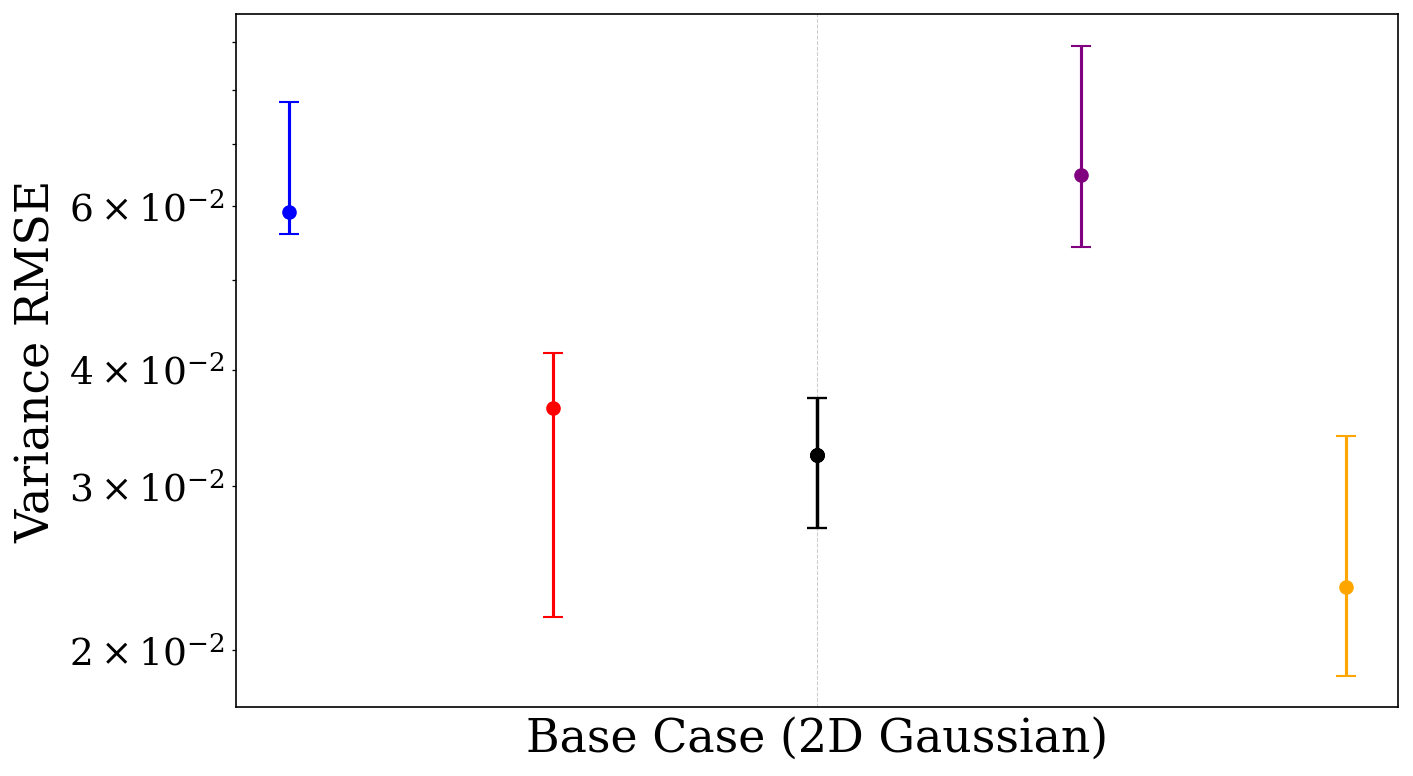 Variance RMSE
6 × 10⁻²
4 × 10⁻²
3 × 10⁻²
2 × 10⁻²
Base Case (2D Gaussian)